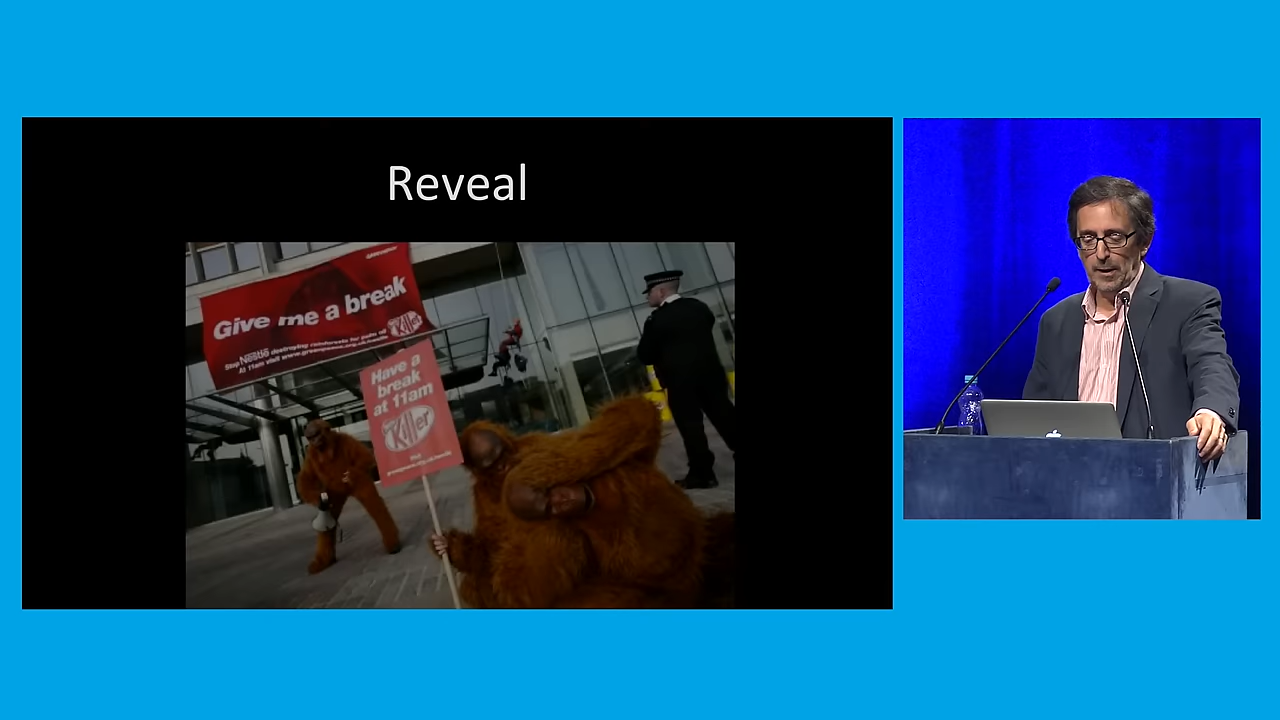 Reveal
GREENPEACE
Give me a break
Killer
Stop Nestlé destroying rainforests for palm oil
At 11am visit www.greenpeace.org.uk/nestle
Have a
break
at 11am
Killer
Visit
greenpeace.org.uk/nestle